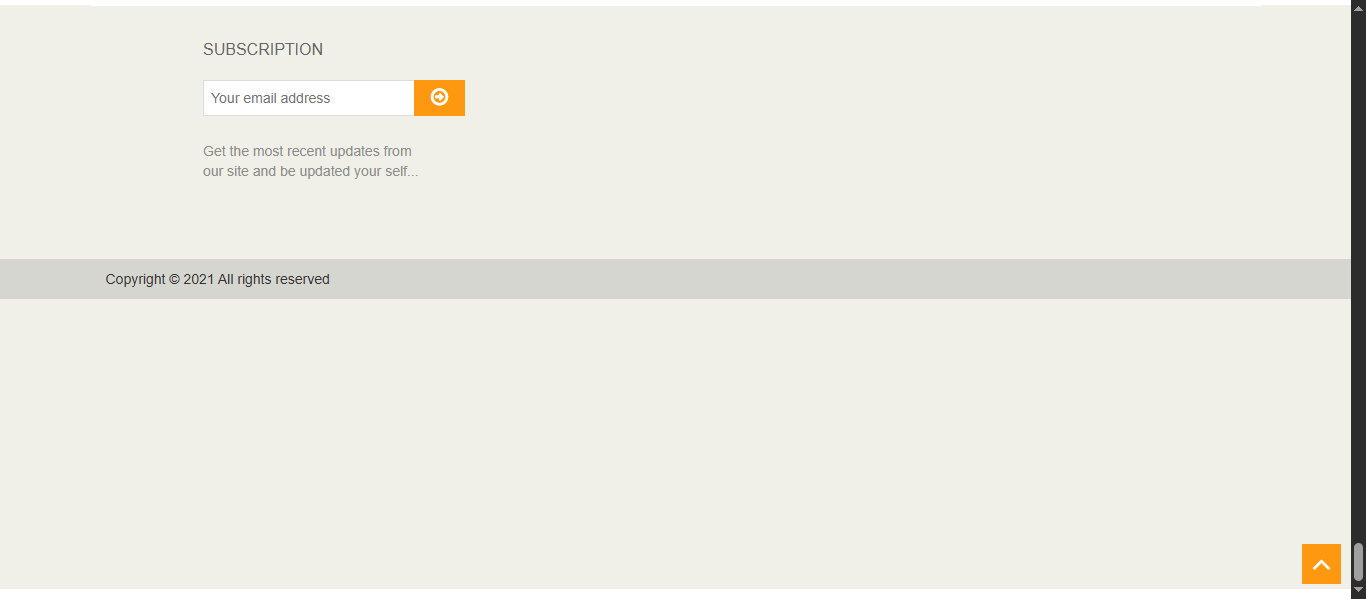 SUBSCRIPTION
Your email address
Get the most recent updates from
our site and be updated your self...
Copyright © 2021 All rights reserved